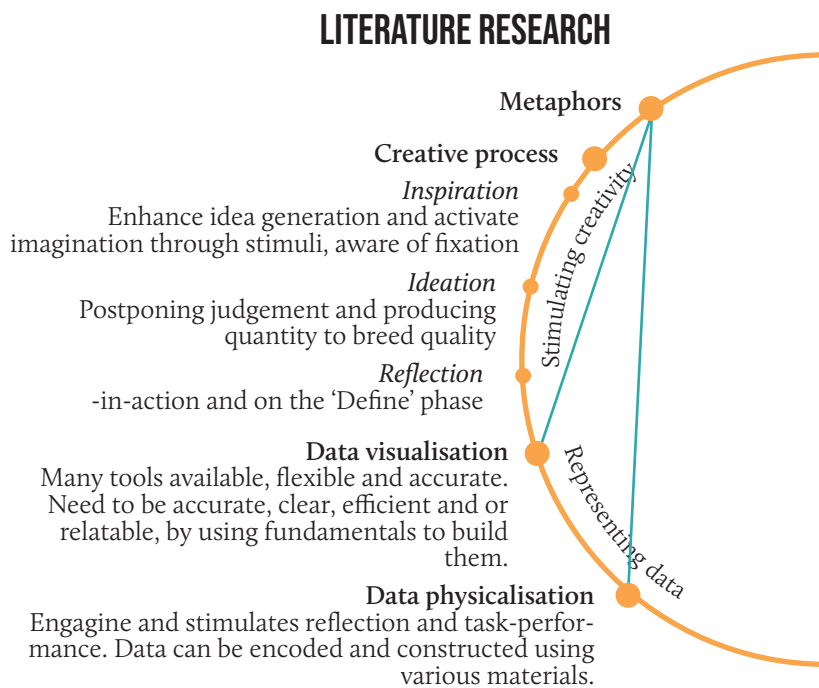 LITERATURE RESEARCH
Metaphors
Creative process
Inspiration
Enhance idea generation and activate
imagination through stimuli, aware of fixation
Ideation
Postponing judgement and producing
quantity to breed quality
Reflection
-in-action and on the ‘Define’ phase
Stimulating creativity
Data visualisation
Many tools available, flexible and accurate.
Need to be accurate, clear, efficient and or
relatable, by using fundamentals to build
them.
Representing data
Data physicalisation
Engagine and stimulates reflection and task-perfor-
mance. Data can be encoded and constructed using
various materials.